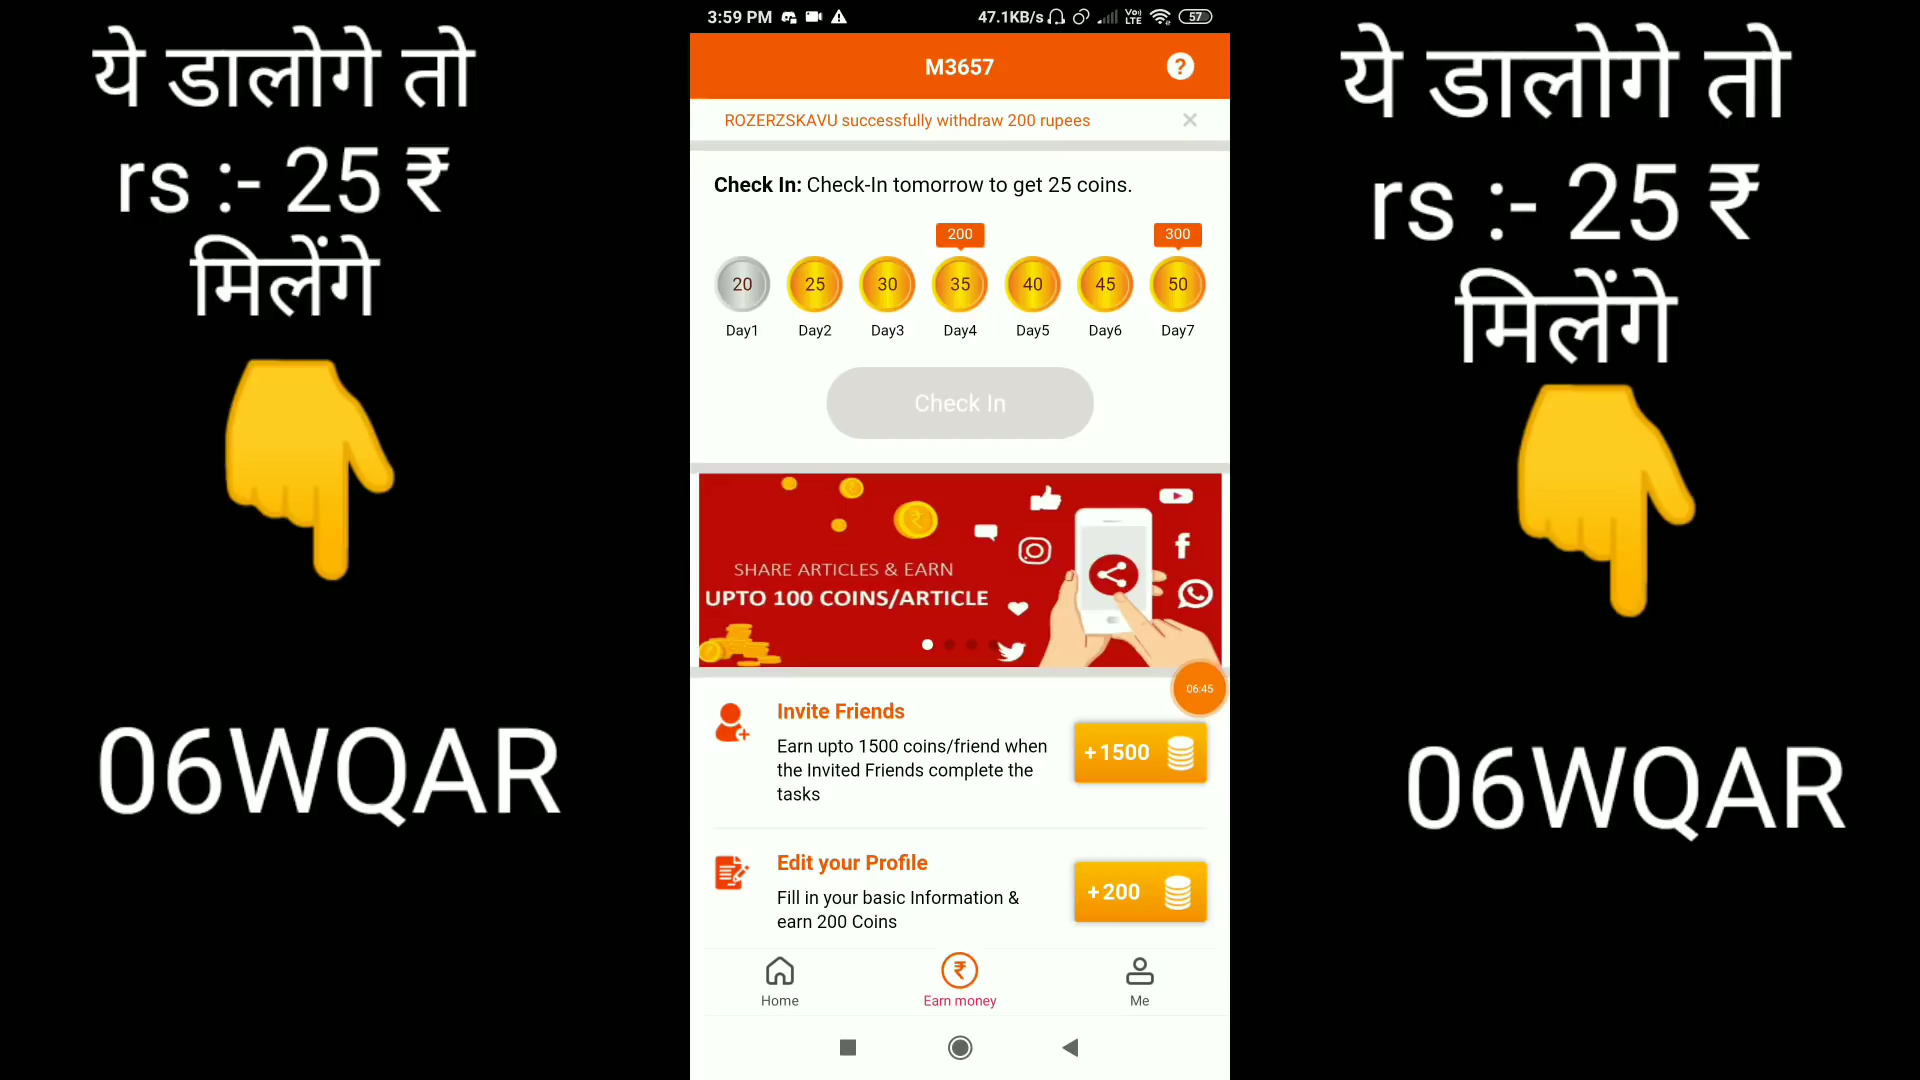 ये डालोगे तो
rs :- 25 ₹
मिलेंगे
06WQAR
3:59 PM 47.1KB/s Vo) LTE 57
M3657 ?
ROZERZSKAVU successfully withdraw 200 rupees
Check In: Check-In tomorrow to get 25 coins.
200 300
20 25 30 35 40 45 50
Day1 Day2 Day3 Day4 Day5 Day6 Day7
Check In
SHARE ARTICLES & EARN
UPTO 100 COINS/ARTICLE
06:45
Invite Friends
Earn upto 1500 coins/friend when
the Invited Friends complete the
tasks
+1500
Edit your Profile
Fill in your basic Information &
earn 200 Coins
+200
Home Earn money Me
ये डालोगे तो
rs :- 25 ₹
मिलेंगे
06WQAR